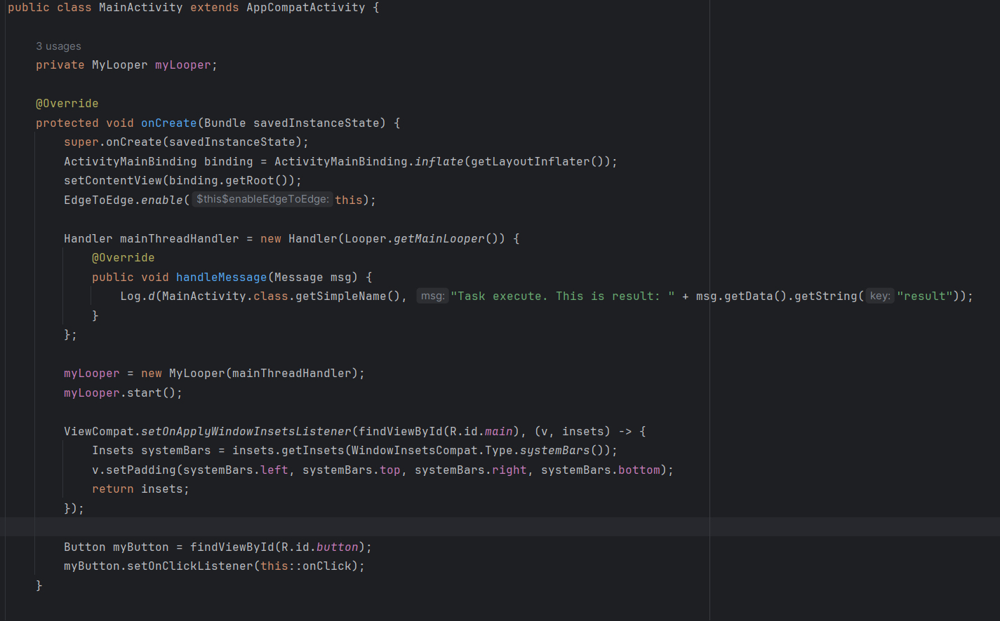 public class MainActivity extends AppCompatActivity {
3 usages
private MyLooper myLooper;
@Override
protected void onCreate(Bundle savedInstanceState) {
super.onCreate(savedInstanceState);
ActivityMainBinding binding = ActivityMainBinding.inflate(getLayoutInflater());
setContentView(binding.getRoot());
EdgeToEdge.enable( $this$enableEdgeToEdge: this);
Handler mainThreadHandler = new Handler(Looper.getMainLooper()) {
@Override
public void handleMessage(Message msg) {
Log.d(MainActivity.class.getSimpleName(), msg: "Task execute. This is result: " + msg.getData().getString( key: "result"));
}
};
myLooper = new MyLooper(mainThreadHandler);
myLooper.start();
ViewCompat.setOnApplyWindowInsetsListener(findViewById(R.id.main), (v, insets) -> {
Insets systemBars = insets.getInsets(WindowInsetsCompat.Type.systemBars());
v.setPadding(systemBars.left, systemBars.top, systemBars.right, systemBars.bottom);
return insets;
});
Button myButton = findViewById(R.id.button);
myButton.setOnClickListener(this::onClick);
}